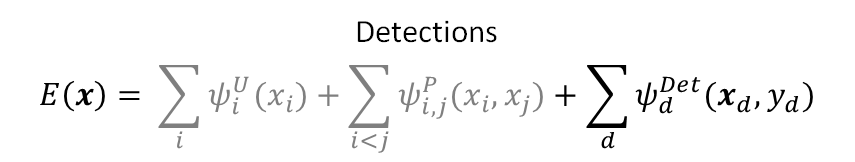 Detections
E(x) = ∑_i ψ_i^U(x_i) + ∑_{i<j} ψ_{i,j}^P(x_i, x_j) + ∑_d ψ_d^{Det}(x_d, y_d)